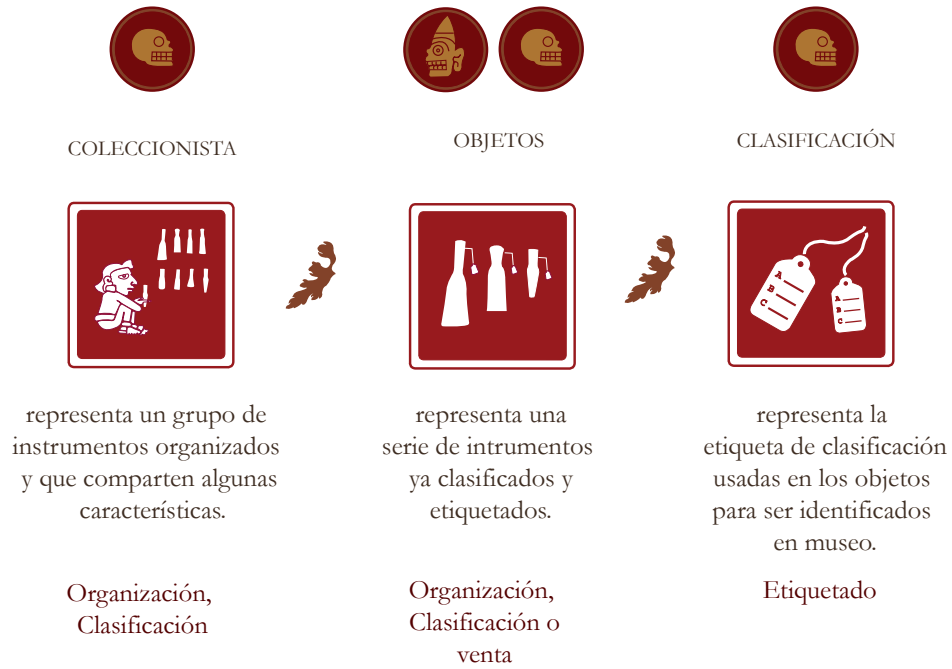 COLECCIONISTA
representa un grupo de
instrumentos organizados
y que comparten algunas
características.
Organización,
Clasificación
OBJETOS
representa una
serie de intrumentos
ya clasificados y
etiquetados.
Organización,
Clasificación o
venta
CLASIFICACIÓN
A
B
C
A
B
C
representa la
etiqueta de clasificación
usadas en los objetos
para ser identificados
en museo.
Etiquetado